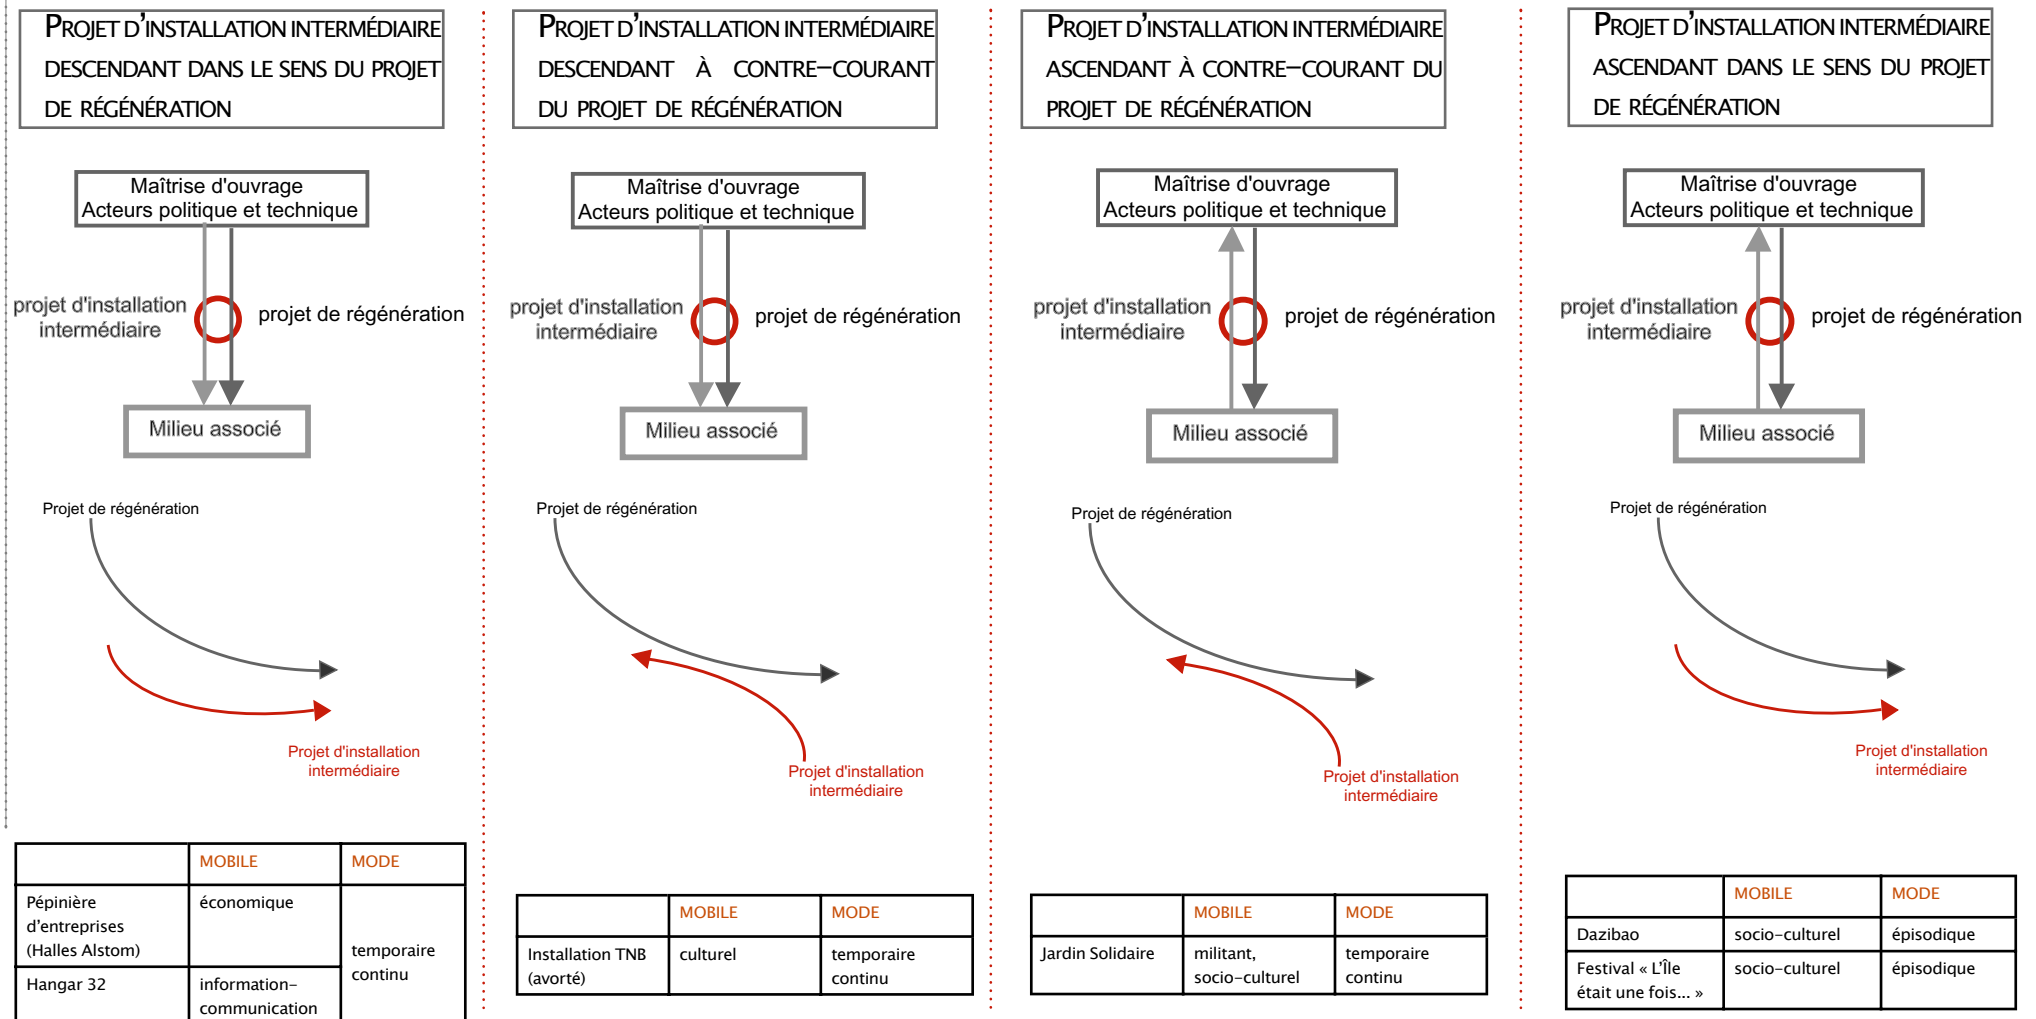 PROJET D'INSTALLATION INTERMÉDIAIRE
DESCENDANT DANS LE SENS DU PROJET
DE RÉGÉNÉRATION
Maîtrise d'ouvrage
Acteurs politique et technique
projet d'installation
intermédiaire
projet de régénération
Milieu associé
Projet de régénération
Projet d'installation
intermédiaire
MOBILE
MODE
Pépinière
d'entreprises
(Halles Alstom)
économique
temporaire
continu
Hangar 32
information-
communication
PROJET D'INSTALLATION INTERMÉDIAIRE
DESCENDANT À CONTRE-COURANT
DU PROJET DE RÉGÉNÉRATION
Maîtrise d'ouvrage
Acteurs politique et technique
projet d'installation
intermédiaire
projet de régénération
Milieu associé
Projet de régénération
Projet d'installation
intermédiaire
MOBILE
MODE
Installation TNB
(avorté)
culturel
temporaire
continu
PROJET D'INSTALLATION INTERMÉDIAIRE
ASCENDANT À CONTRE-COURANT DU
PROJET DE RÉGÉNÉRATION
Maîtrise d'ouvrage
Acteurs politique et technique
projet d'installation
intermédiaire
projet de régénération
Milieu associé
Projet de régénération
Projet d'installation
intermédiaire
MOBILE
MODE
Jardin Solidaire
militant,
socio-culturel
temporaire
continu
PROJET D'INSTALLATION INTERMÉDIAIRE
ASCENDANT DANS LE SENS DU PROJET
DE RÉGÉNÉRATION
Maîtrise d'ouvrage
Acteurs politique et technique
projet d'installation
intermédiaire
projet de régénération
Milieu associé
Projet de régénération
Projet d'installation
intermédiaire
MOBILE
MODE
Dazibao
socio-culturel
épisodique
Festival « L'Île
était une fois... »
socio-culturel
épisodique